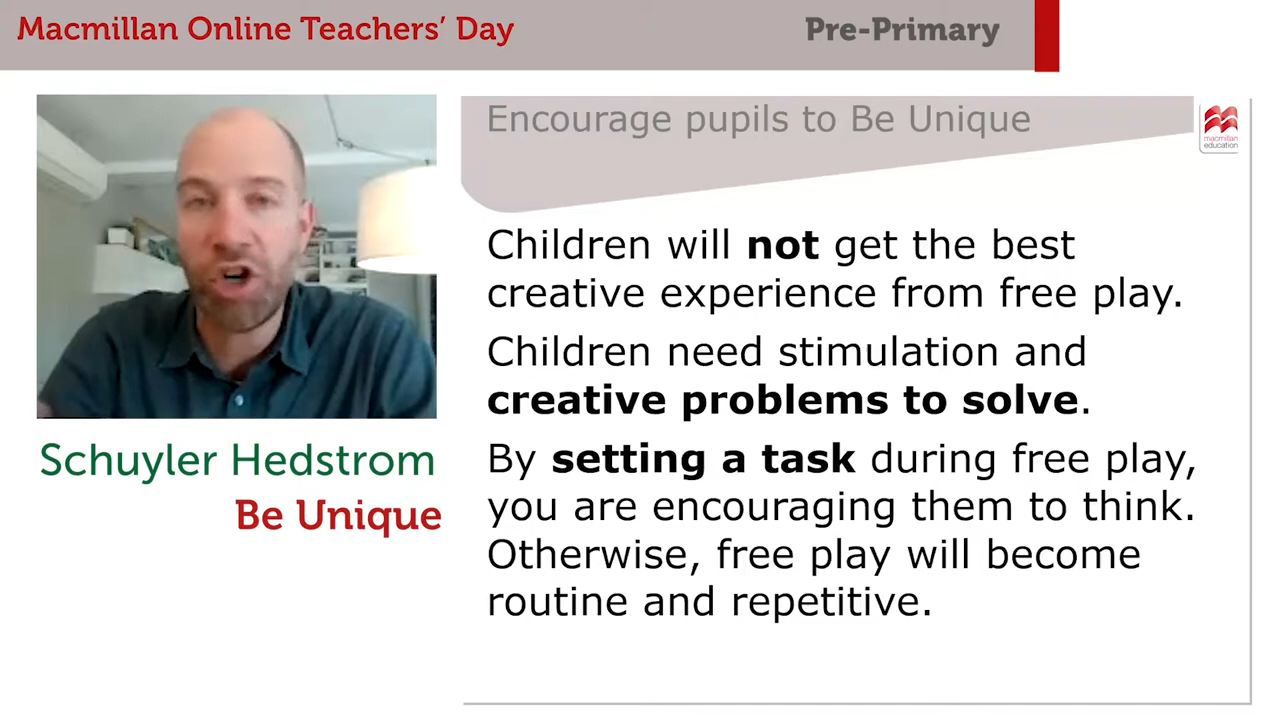 Macmillan Online Teachers’ Day
Pre-Primary
Encourage pupils to Be Unique
macmillan
education
Children will not get the best
creative experience from free play.
Children need stimulation and
creative problems to solve.
By setting a task during free play,
you are encouraging them to think.
Otherwise, free play will become
routine and repetitive.
Schuyler Hedstrom
Be Unique